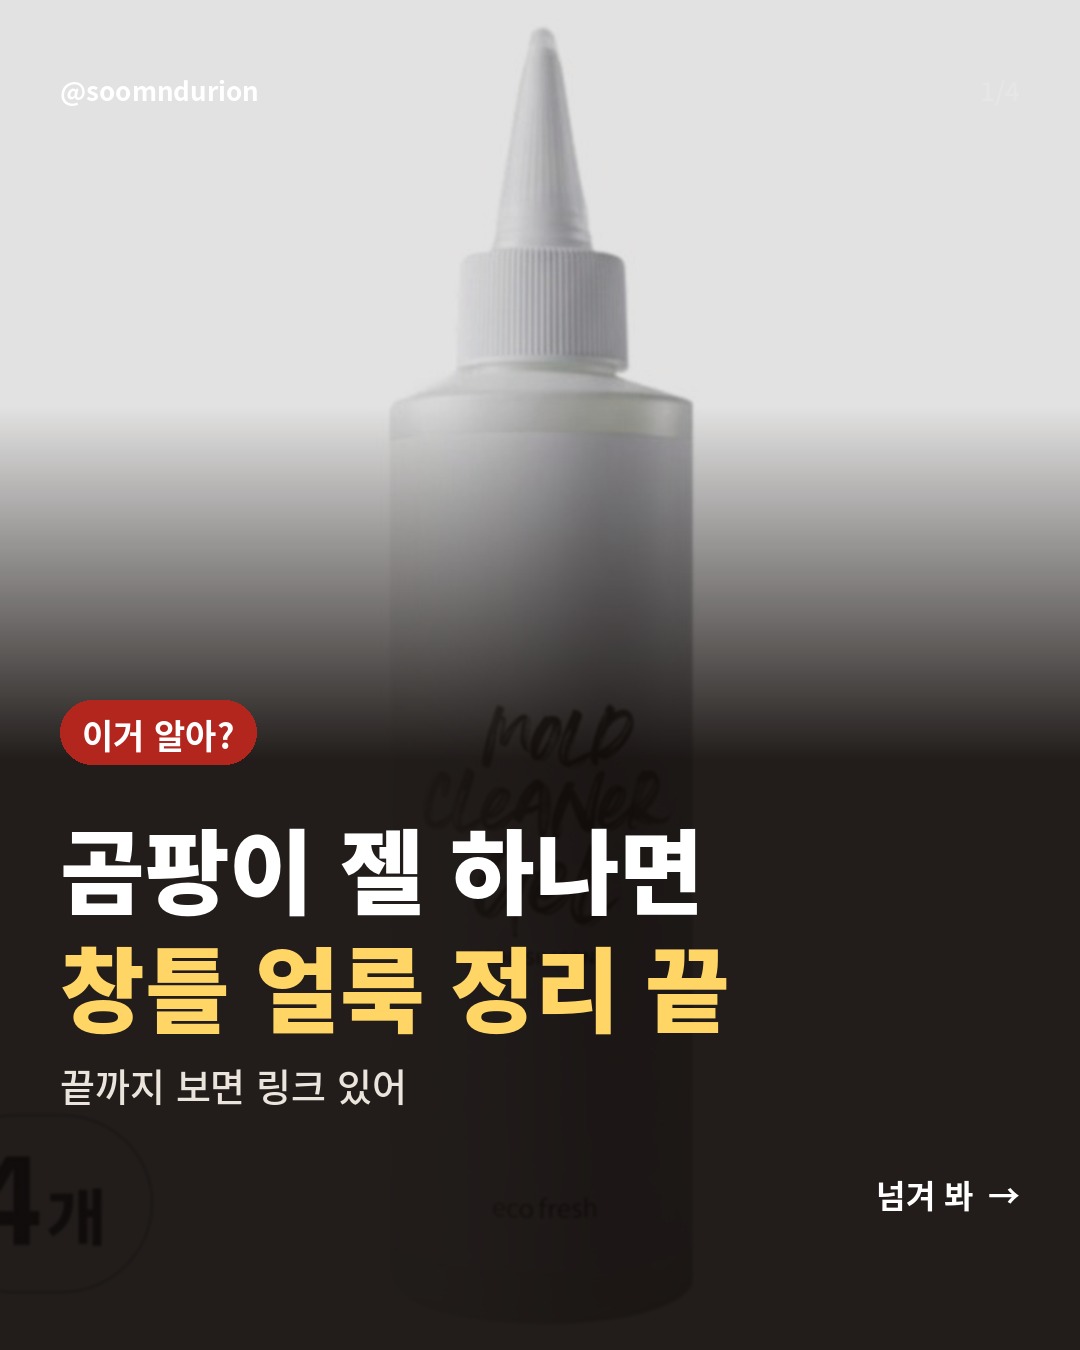 @soomndurion
1/4
이거 알아?
MOLD
CLEANER
곰팡이 젤 하나면
창틀 얼룩 정리 끝
끝까지 보면 링크 있어
4개
넘겨 봐 →
eco fresh